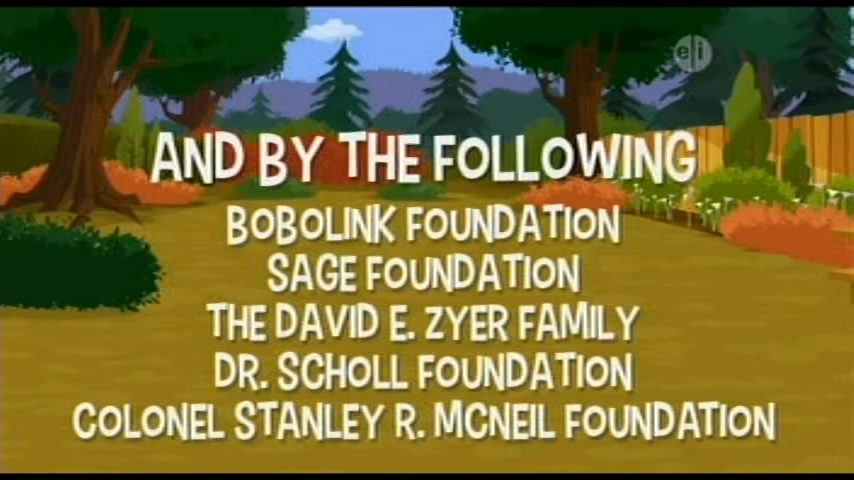 e/i
AND BY THE FOLLOWING
BOBOLINK FOUNDATION
SAGE FOUNDATION
THE DAVID E. ZYER FAMILY
DR. SCHOLL FOUNDATION
COLONEL STANLEY R. MCNEIL FOUNDATION